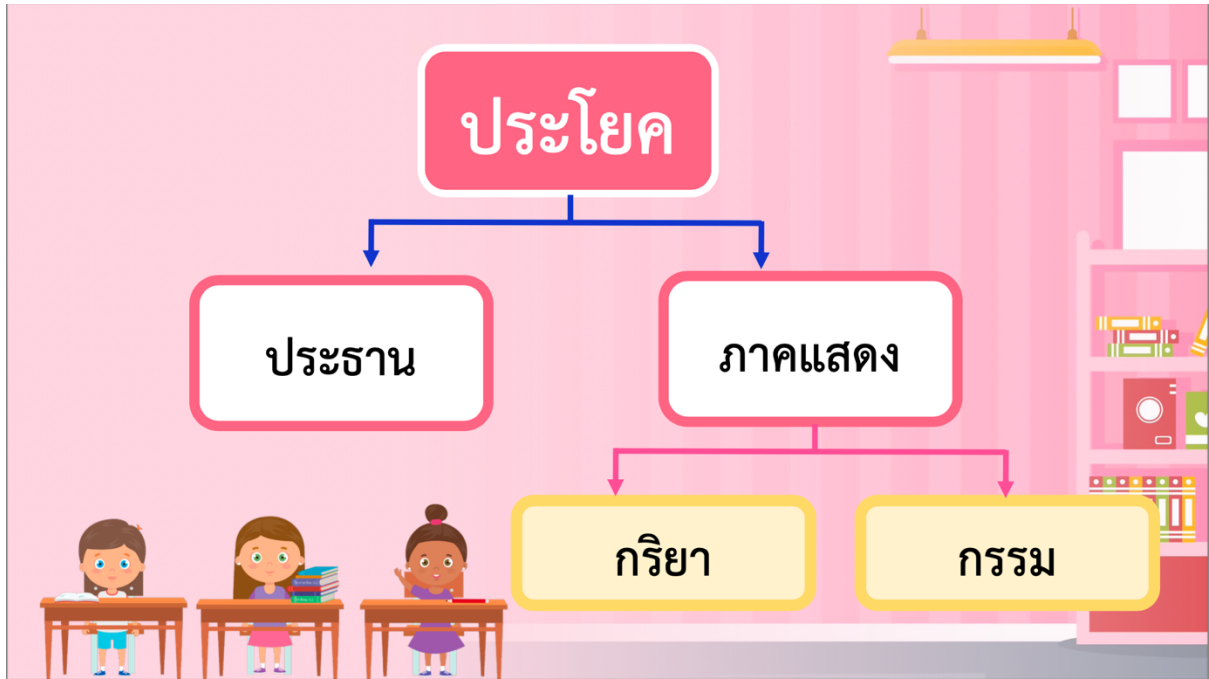 ประโยค
ประธาน
ภาคแสดง
กริยา
กรรม